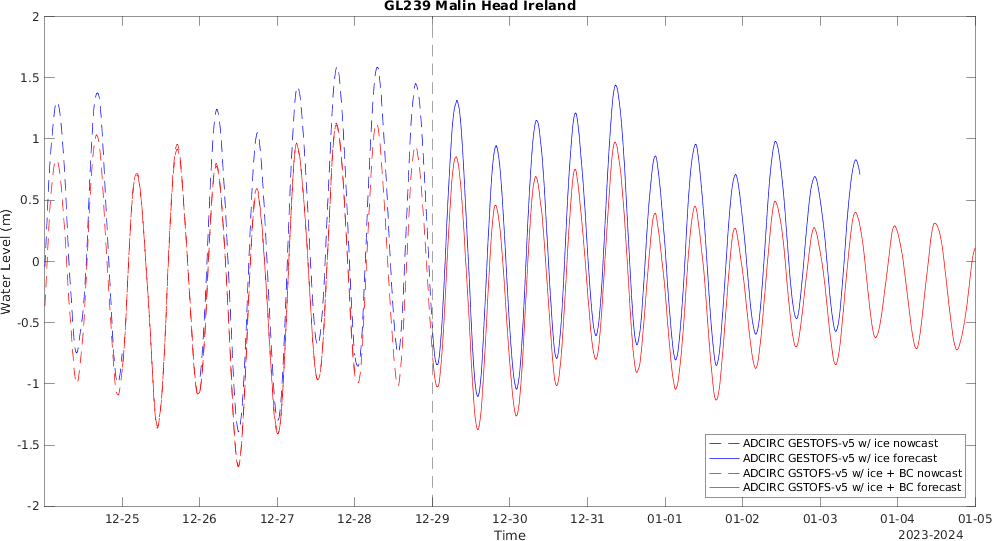 GL239 Malin Head Ireland
2
1.5
1
0.5
0
-0.5
-1
-1.5
-2
Water Level (m)
12-25 12-26 12-27 12-28 12-29 12-30 12-31 01-01 01-02 01-03 01-04 01-05
Time
2023-2024
ADCIRC GESTOFS-v5 w/ ice nowcast
ADCIRC GESTOFS-v5 w/ ice forecast
ADCIRC GSTOFS-v5 w/ ice + BC nowcast
ADCIRC GSTOFS-v5 w/ ice + BC forecast